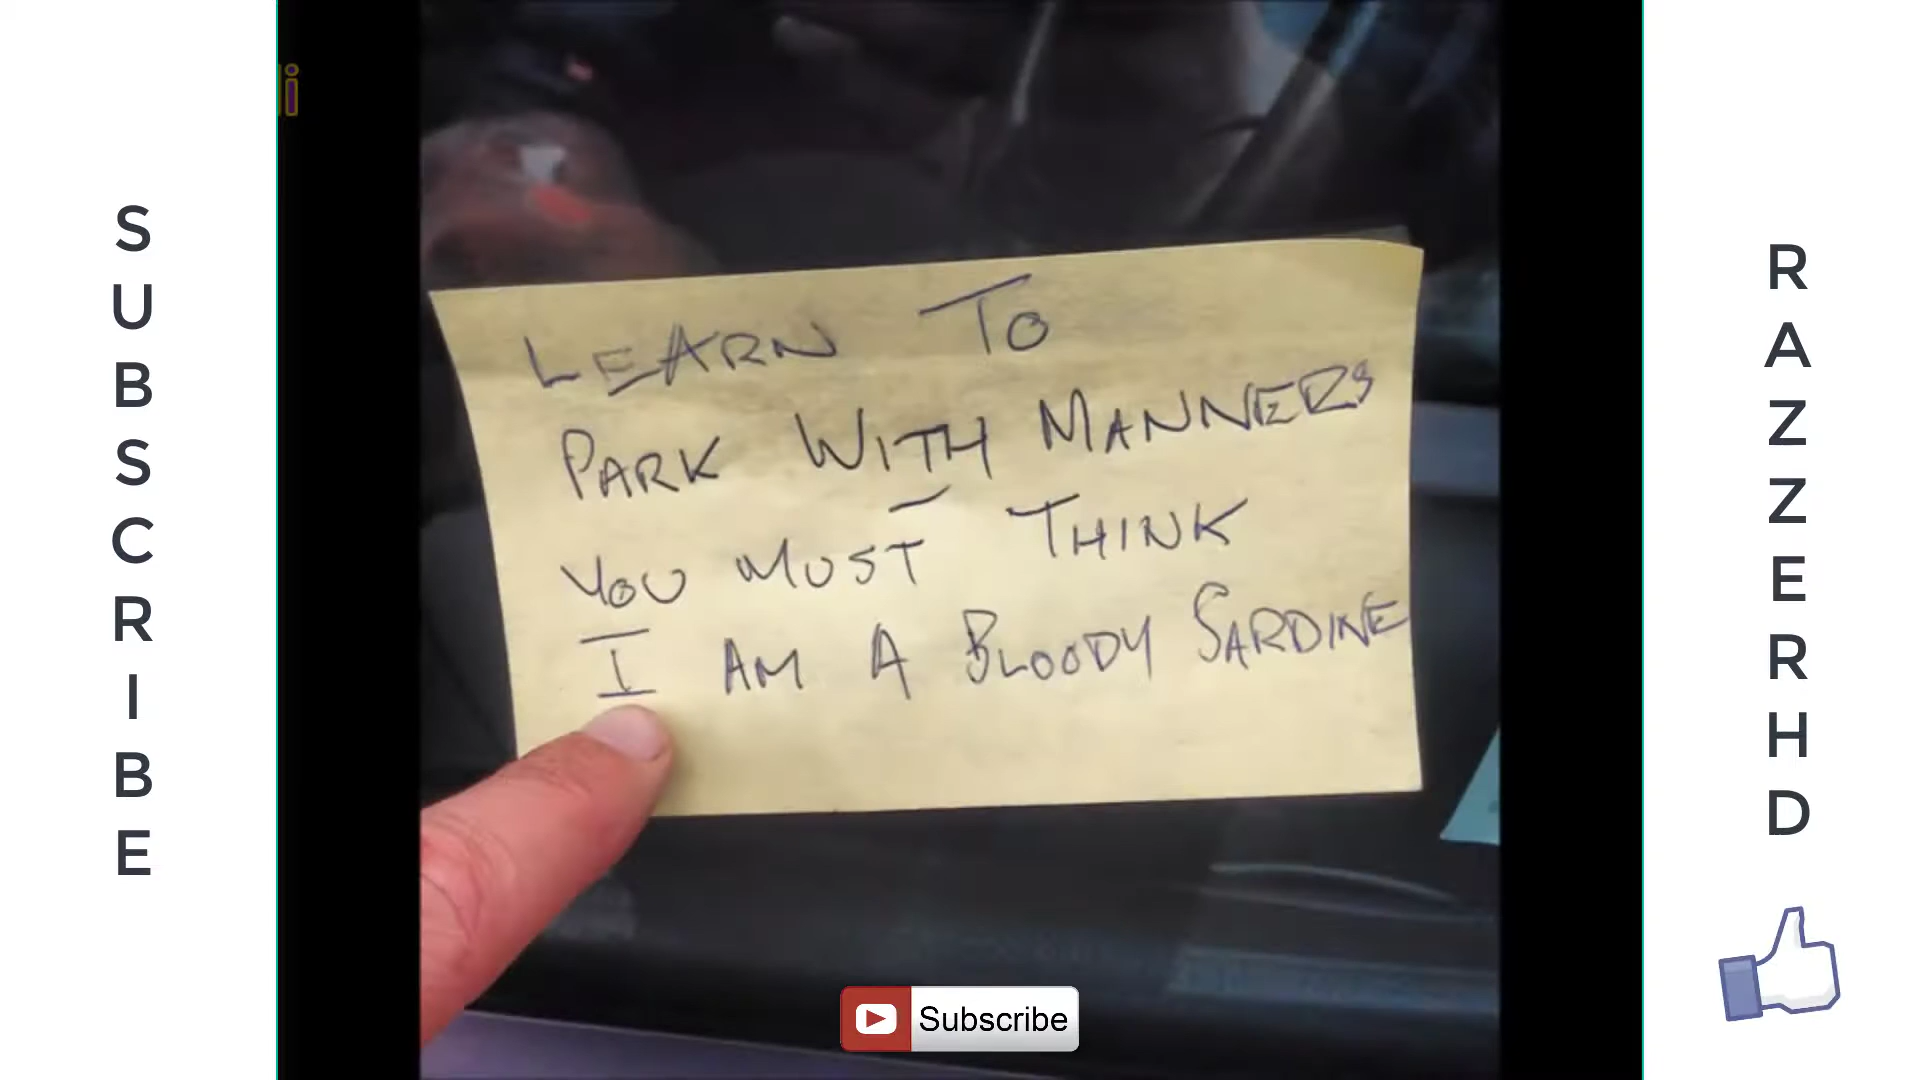 SUBSCRIBE
i
LEARN TO
PARK WITH MANNERS
YOU MUST THINK
I AM A BLOODY SARDINE
Subscribe
RAZZERHD